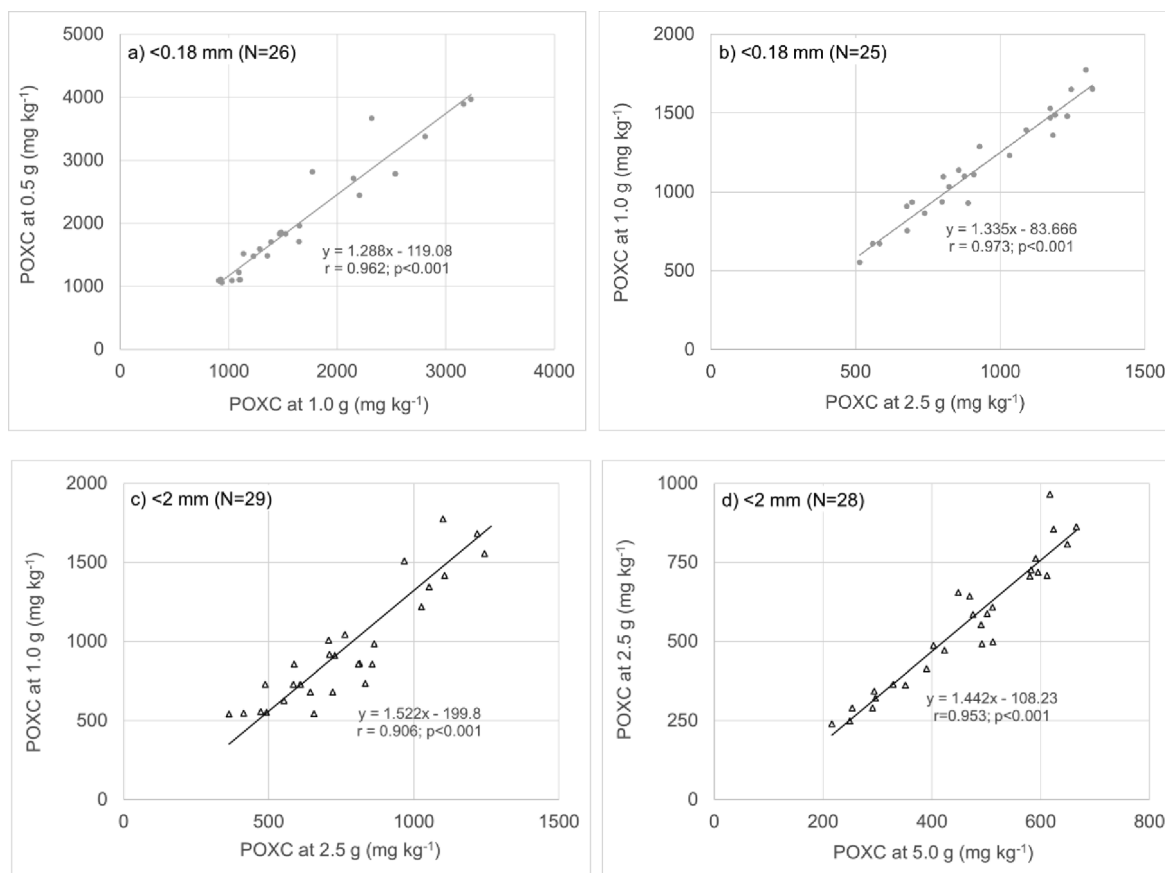 a) <0.18 mm (N=26)
5000
4000
3000
2000
1000
0
POXC at 0.5 g (mg kg⁻¹)
y = 1.288x - 119.08
r = 0.962; p<0.001
0 1000 2000 3000 4000
POXC at 1.0 g (mg kg⁻¹)
b) <0.18 mm (N=25)
2000
1500
1000
500
0
POXC at 1.0 g (mg kg⁻¹)
y = 1.335x - 83.666
r = 0.973; p<0.001
0 500 1000 1500
POXC at 2.5 g (mg kg⁻¹)
c) <2 mm (N=29)
2000
1500
1000
500
0
POXC at 1.0 g (mg kg⁻¹)
y = 1.522x - 199.8
r = 0.906; p<0.001
0 500 1000 1500
POXC at 2.5 g (mg kg⁻¹)
d) <2 mm (N=28)
1000
750
500
250
0
POXC at 2.5 g (mg kg⁻¹)
y = 1.442x - 108.23
r=0.953; p<0.001
0 200 400 600 800
POXC at 5.0 g (mg kg⁻¹)